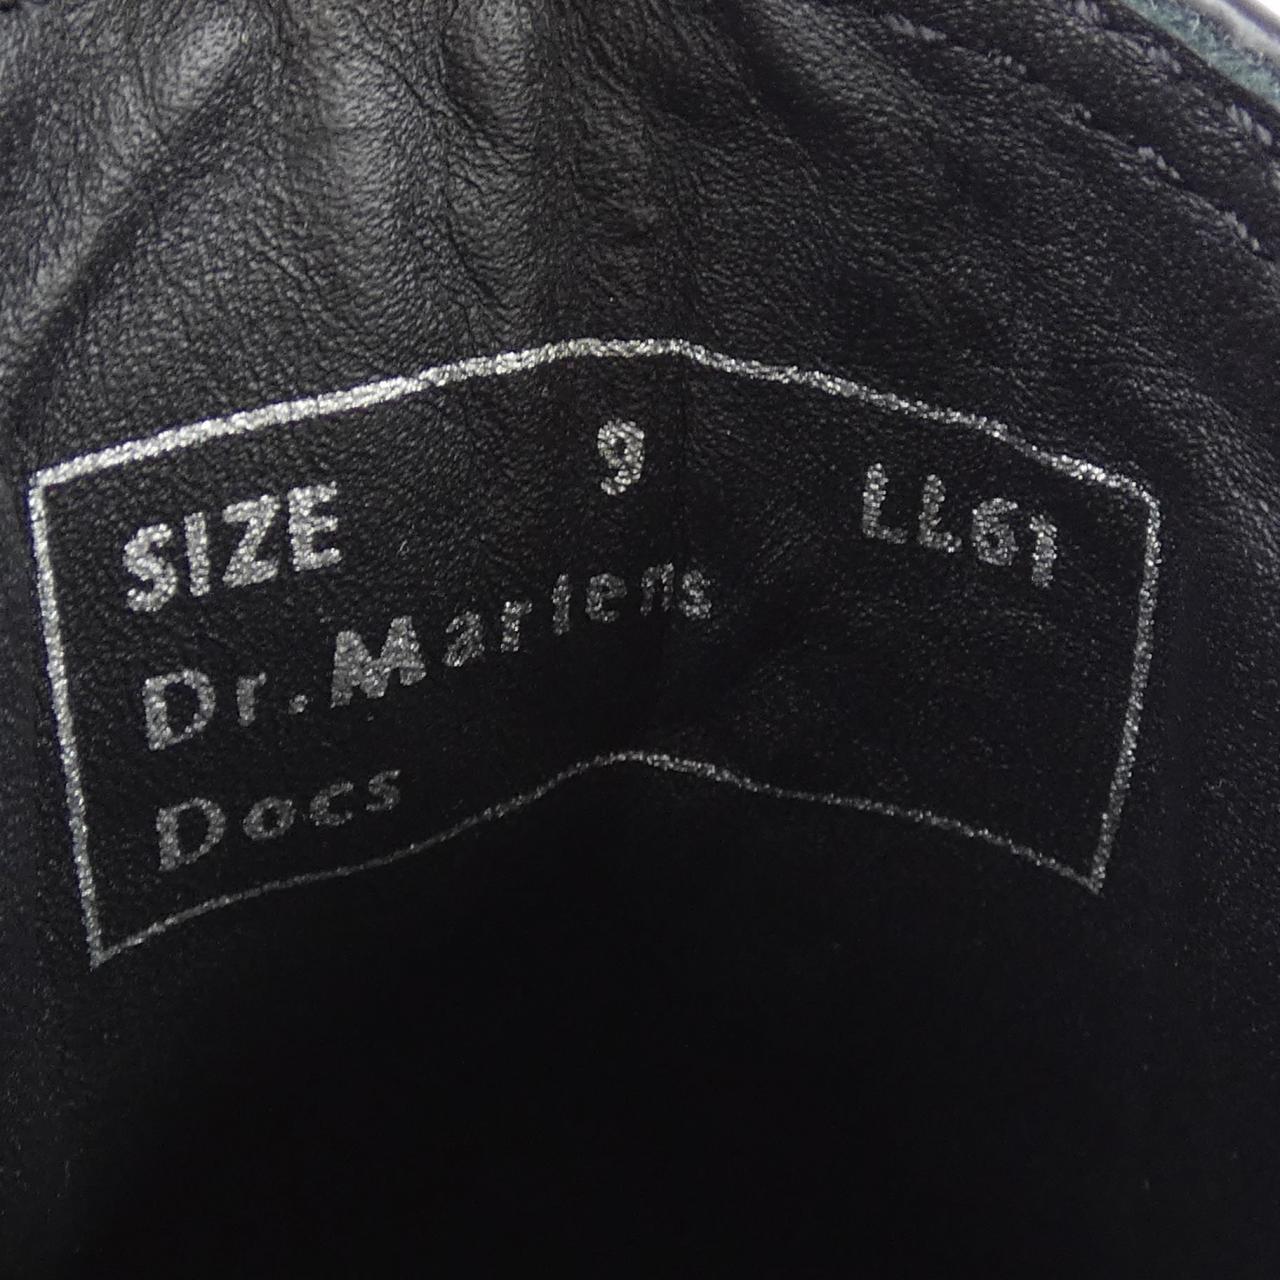 SIZE 9 LL61
Dr. Martens
Docs